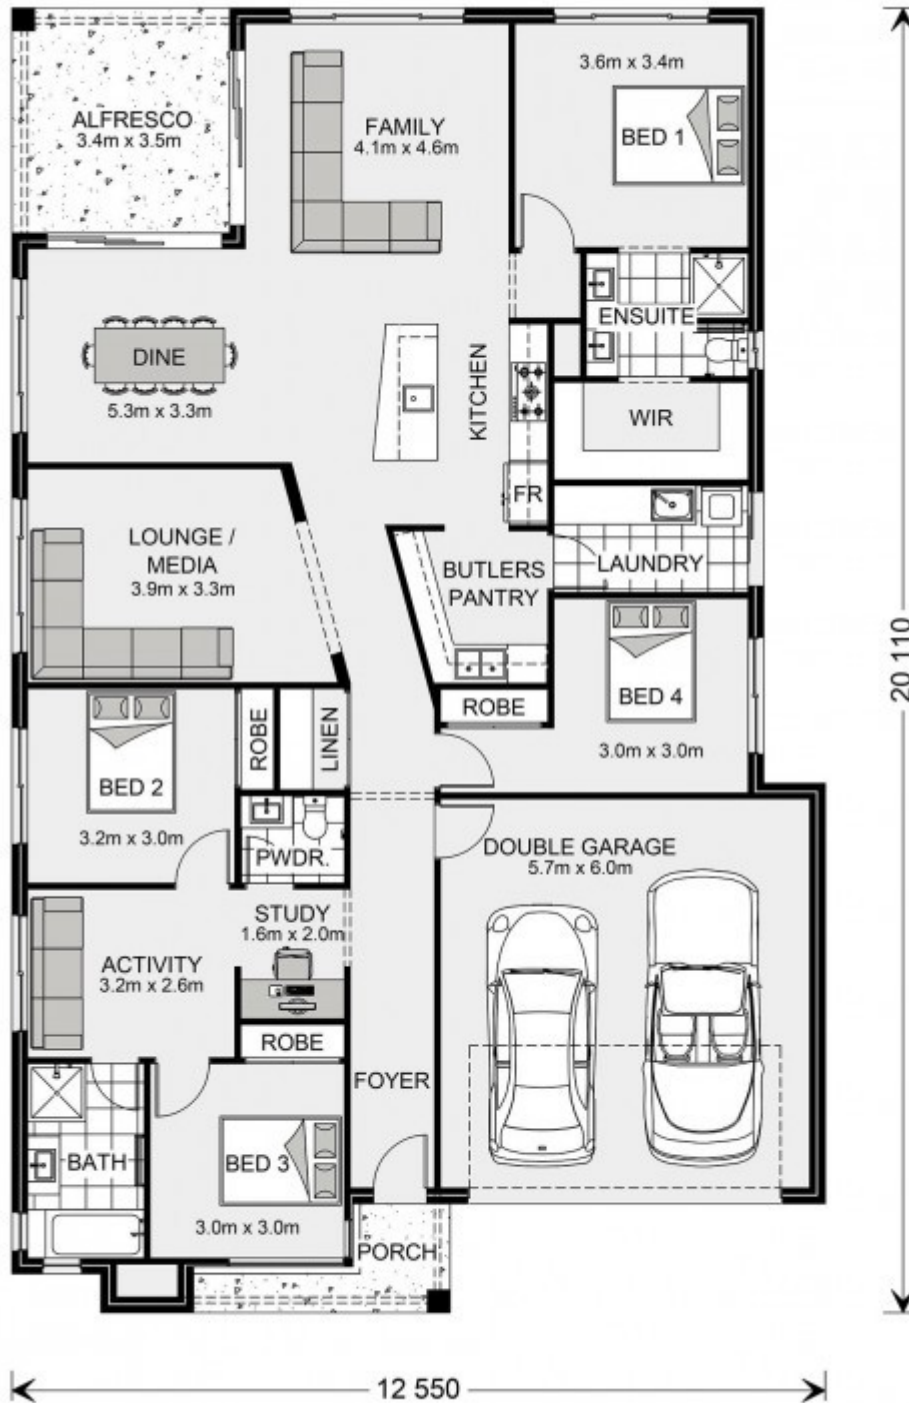 ALFRESCO
3.4m x 3.5m
FAMILY
4.1m x 4.6m
3.6m x 3.4m
BED 1
ENSUITE
DINE
5.3m x 3.3m
KITCHEN
WIR
FR
LOUNGE /
MEDIA
3.9m x 3.3m
BUTLERS
PANTRY
LAUNDRY
20 110
BED 4
3.0m x 3.0m
ROBE
ROBE
LINEN
BED 2
3.2m x 3.0m
PWDR.
DOUBLE GARAGE
5.7m x 6.0m
STUDY
1.6m x 2.0m
ACTIVITY
3.2m x 2.6m
ROBE
FOYER
BATH
BED 3
3.0m x 3.0m
PORCH
12 550